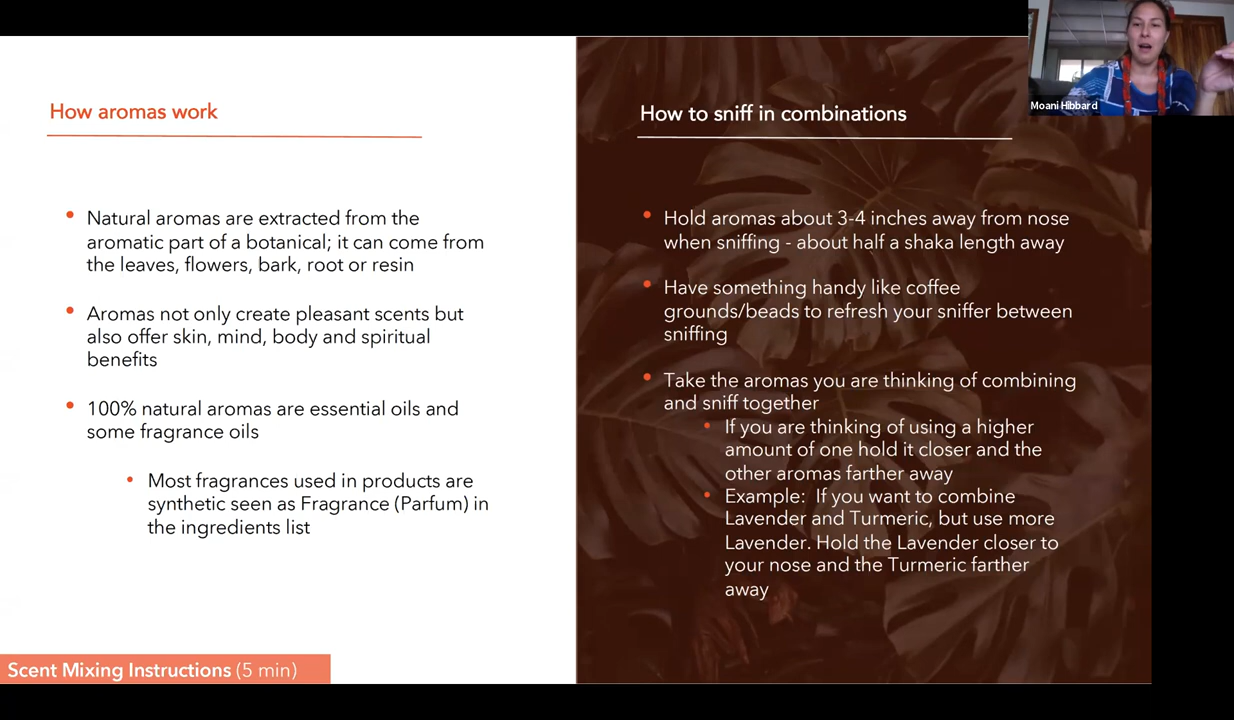 How aromas work
Natural aromas are extracted from the
aromatic part of a botanical; it can come from
the leaves, flowers, bark, root or resin
Aromas not only create pleasant scents but
also offer skin, mind, body and spiritual
benefits
100% natural aromas are essential oils and
some fragrance oils
Most fragrances used in products are
synthetic seen as Fragrance (Parfum) in
the ingredients list
Scent Mixing Instructions (5 min)
How to sniff in combinations
Hold aromas about 3-4 inches away from nose
when sniffing - about half a shaka length away
Have something handy like coffee
grounds/beads to refresh your sniffer between
sniffing
Take the aromas you are thinking of combining
and sniff together
If you are thinking of using a higher
amount of one hold it closer and the
other aromas farther away
Example: If you want to combine
Lavender and Turmeric, but use more
Lavender. Hold the Lavender closer to
your nose and the Turmeric farther
away
Moani Hibbard